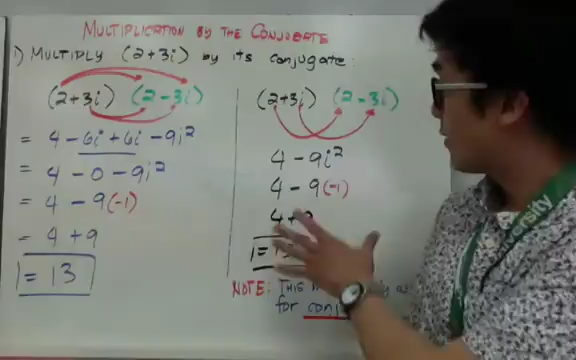 MULTIPLICATION BY THE CONJUGATE
1) MULTIPLY (2+3i) by its conjugate:
(2+3i) (2-3i)
= 4 - 6i + 6i - 9i²
= 4 - 0 - 9i²
= 4 - 9(-1)
= 4 + 9
= 13
(2+3i) (2-3i)
4 - 9i²
4 - 9(-1)
4 +
= 13
NOTE: THIS
for
versity